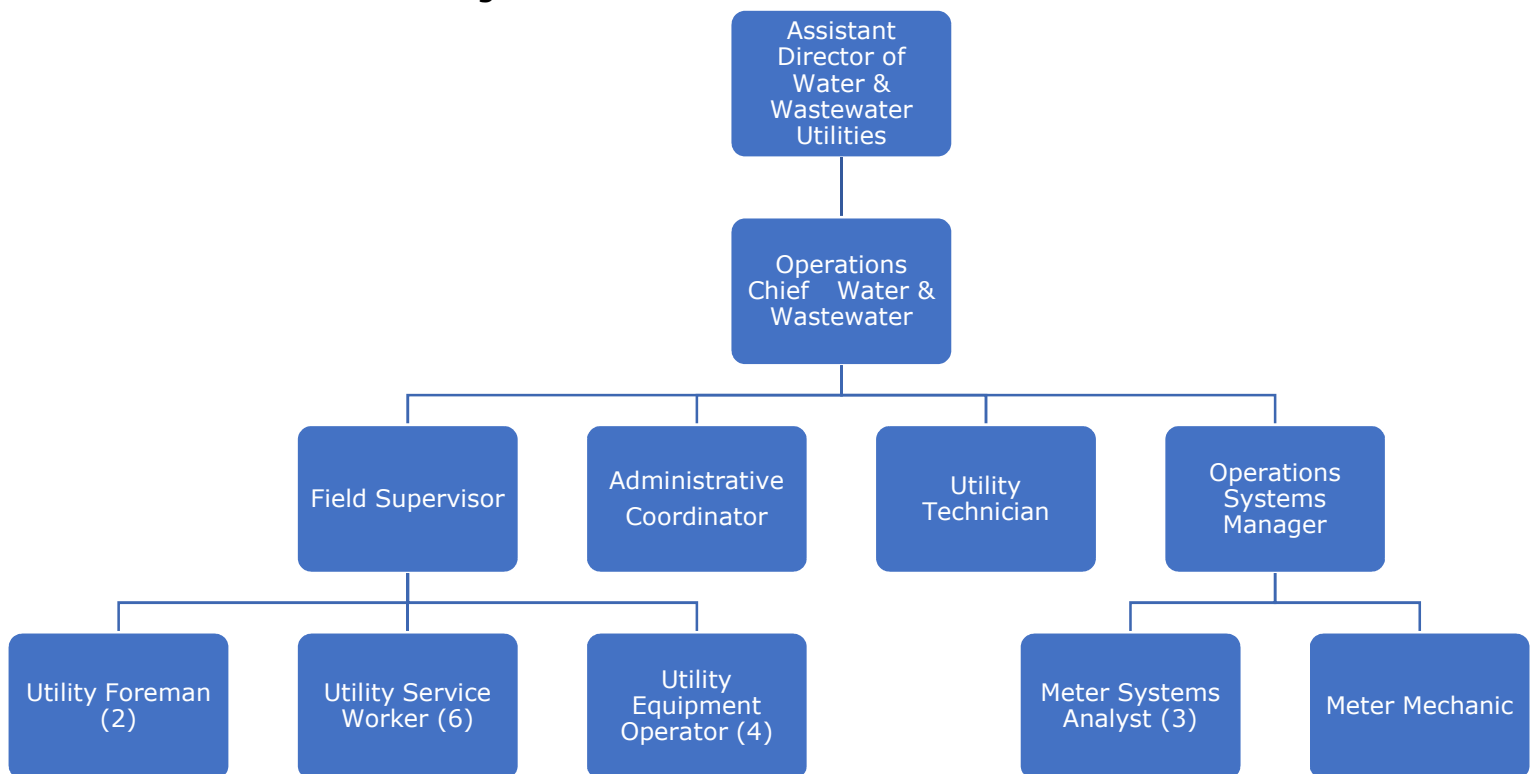 Assistant
Director of
Water &
Wastewater
Utilities
Operations
Chief Water &
Wastewater
Field Supervisor
Administrative
Coordinator
Utility
Technician
Operations
Systems
Manager
Utility Foreman
(2)
Utility Service
Worker (6)
Utility
Equipment
Operator (4)
Meter Systems
Analyst (3)
Meter Mechanic